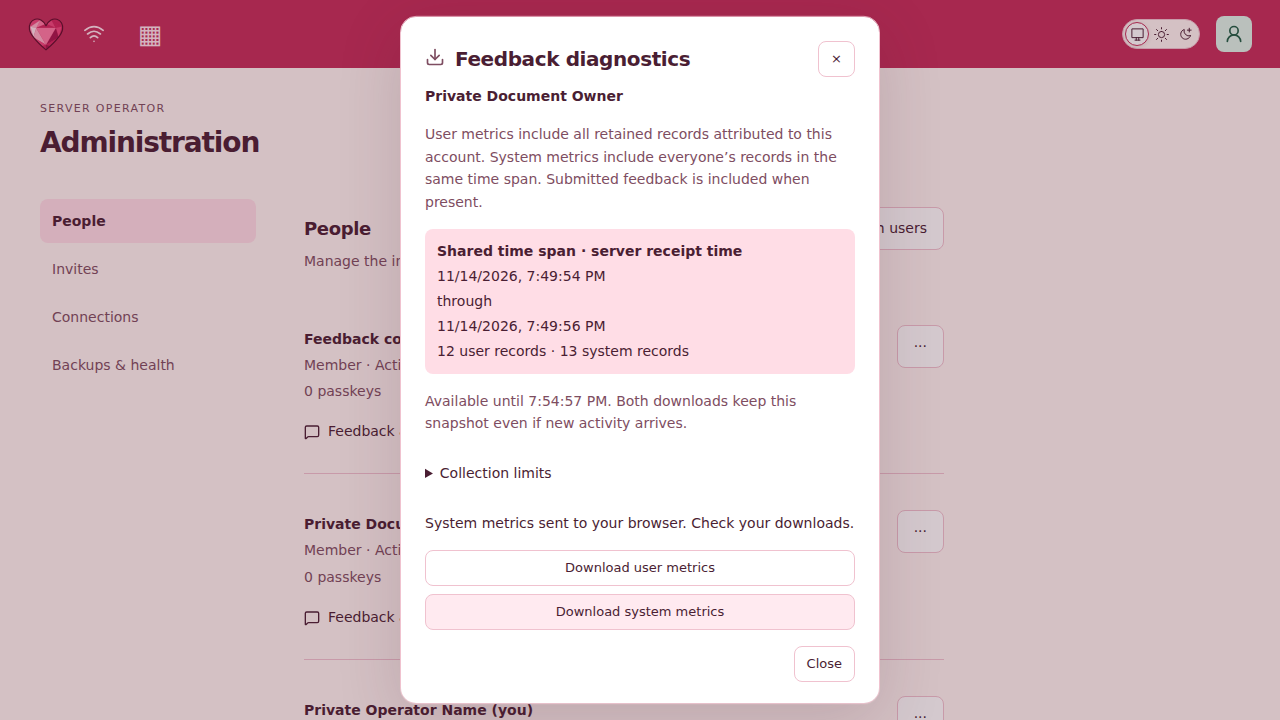 SERVER OPERATOR
Administration
People
Invites
Connections
Backups & health
People
Manage the
users
Feedback
Member ·
0 passkeys
Feedback
...
Private
Member ·
0 passkeys
Feedback
...
Private Operator Name (you)
...
Feedback diagnostics
×
Private Document Owner
User metrics include all retained records attributed to this
account. System metrics include everyone’s records in the
same time span. Submitted feedback is included when
present.
Shared time span · server receipt time
11/14/2026, 7:49:54 PM
through
11/14/2026, 7:49:56 PM
12 user records · 13 system records
Available until 7:54:57 PM. Both downloads keep this
snapshot even if new activity arrives.
Collection limits
System metrics sent to your browser. Check your downloads.
Download user metrics
Download system metrics
Close